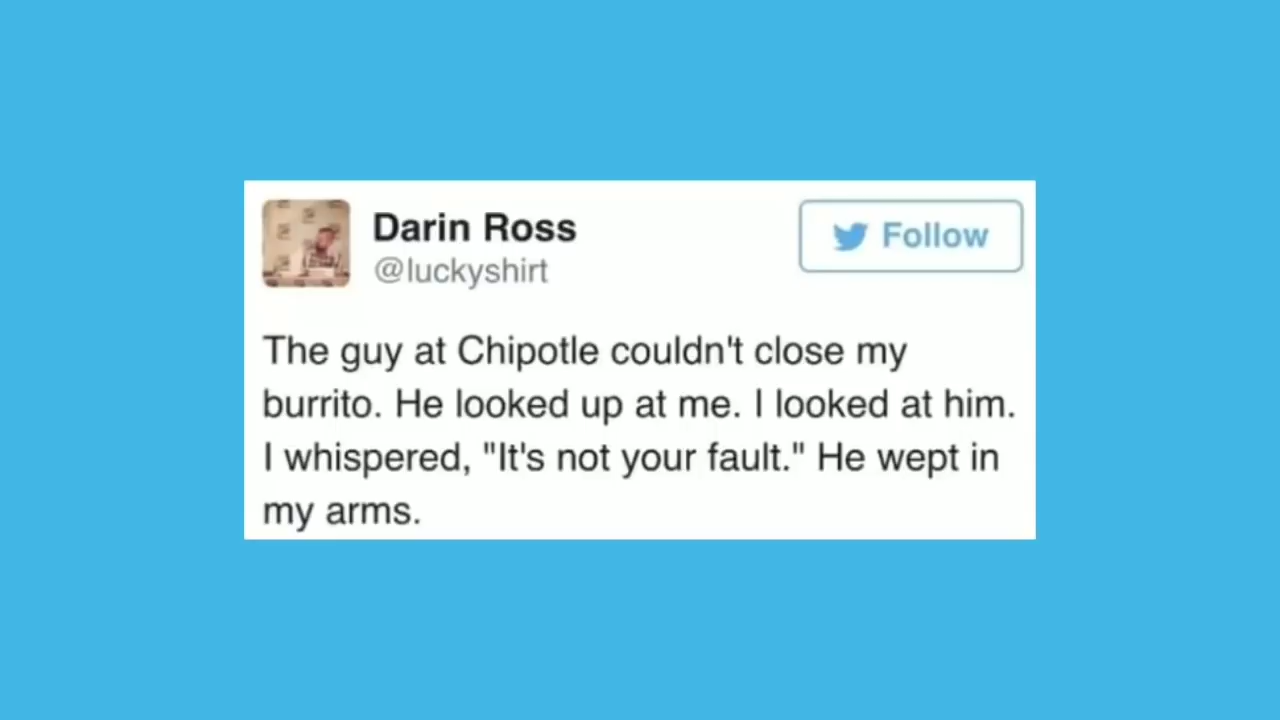 Darin Ross
@luckyshirt
Follow
The guy at Chipotle couldn't close my
burrito. He looked up at me. I looked at him.
I whispered, "It's not your fault." He wept in
my arms.